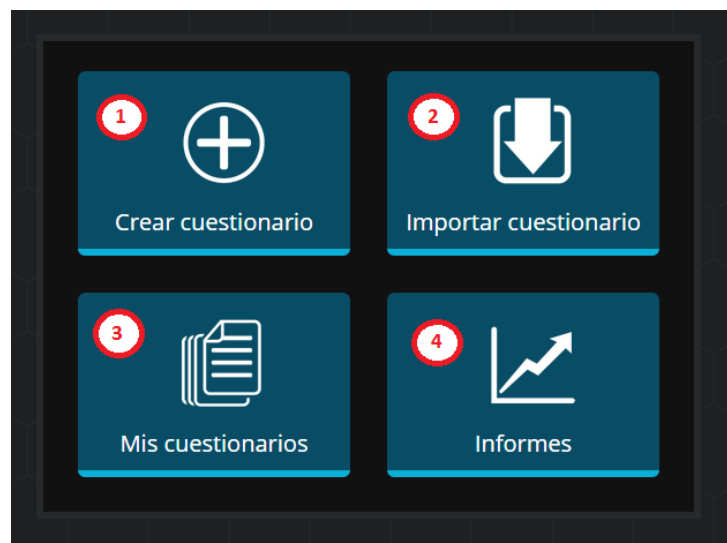 1
2
Crear cuestionario
Importar cuestionario
3
4
Mis cuestionarios
Informes